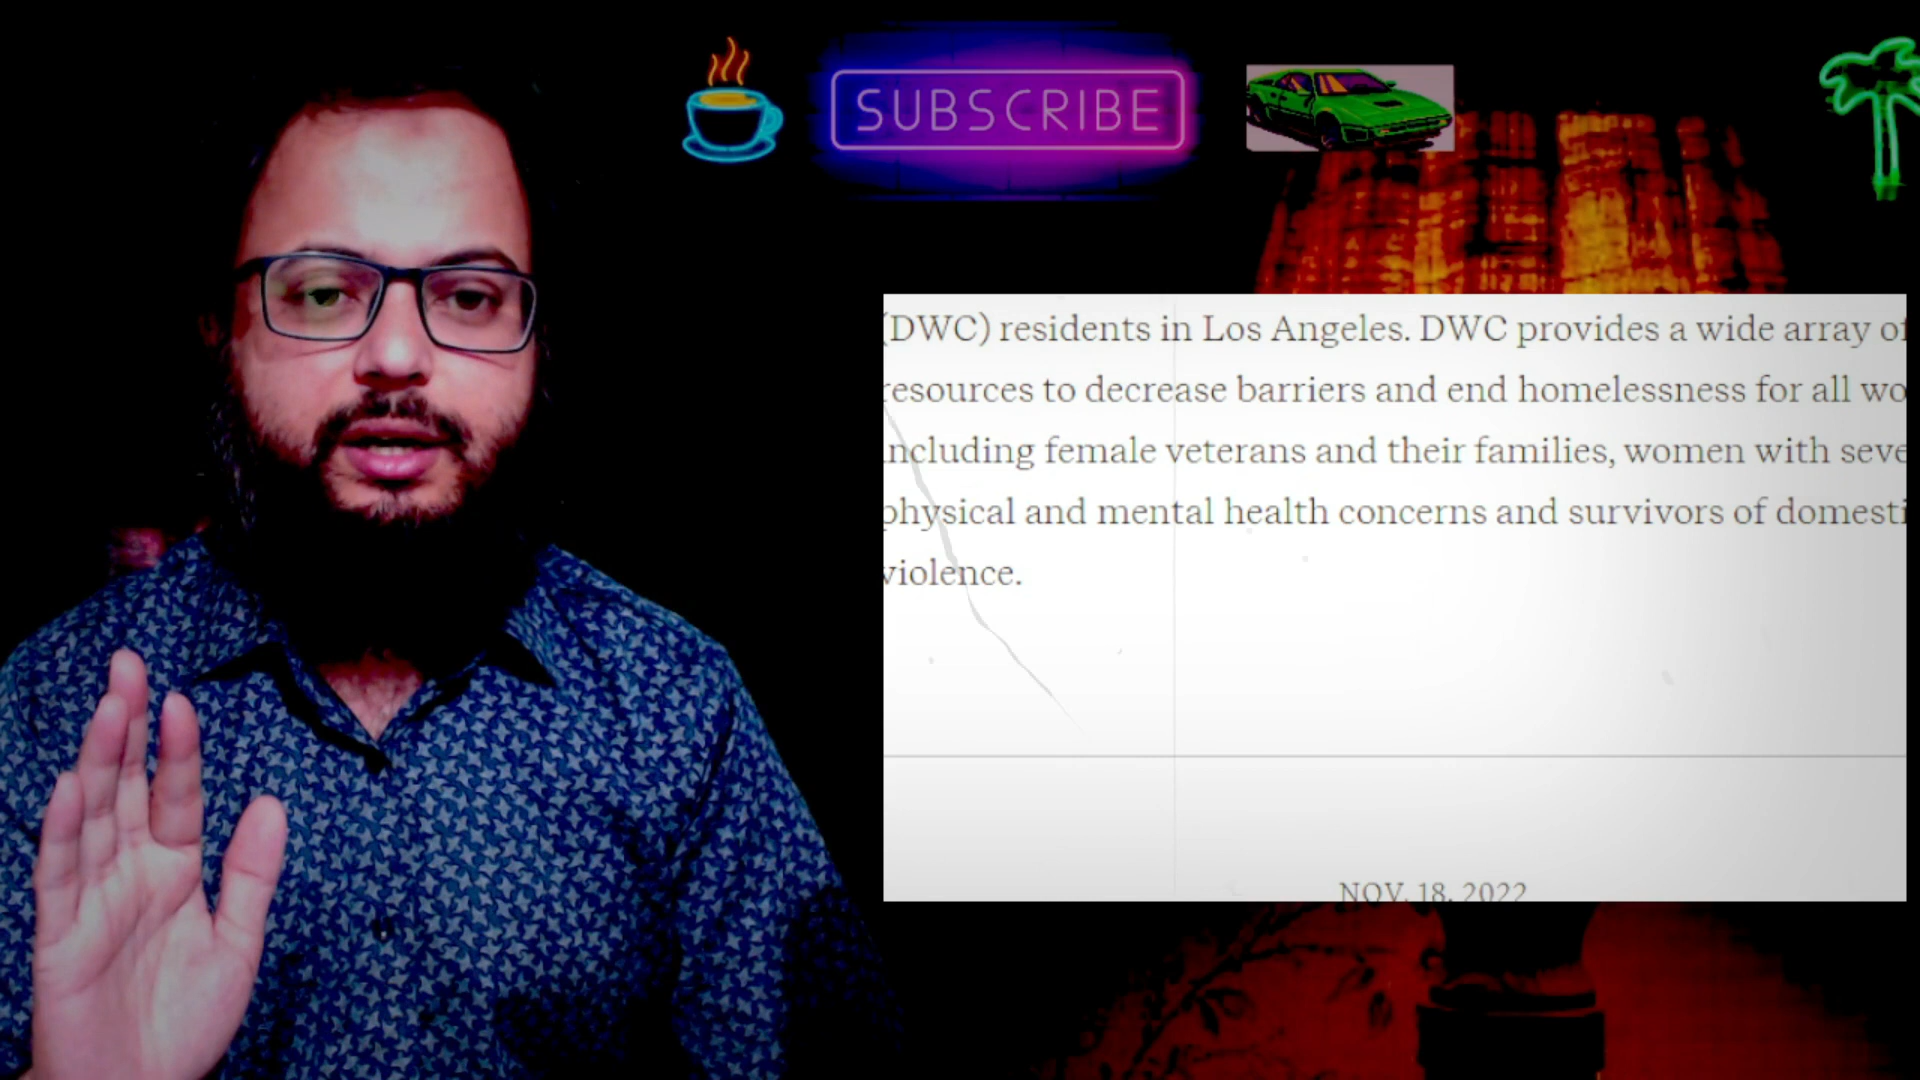 SUBSCRIBE
(DWC) residents in Los Angeles. DWC provides a wide array of
resources to decrease barriers and end homelessness for all wo
including female veterans and their families, women with seve
physical and mental health concerns and survivors of domesti
violence.
NOV. 18, 2022